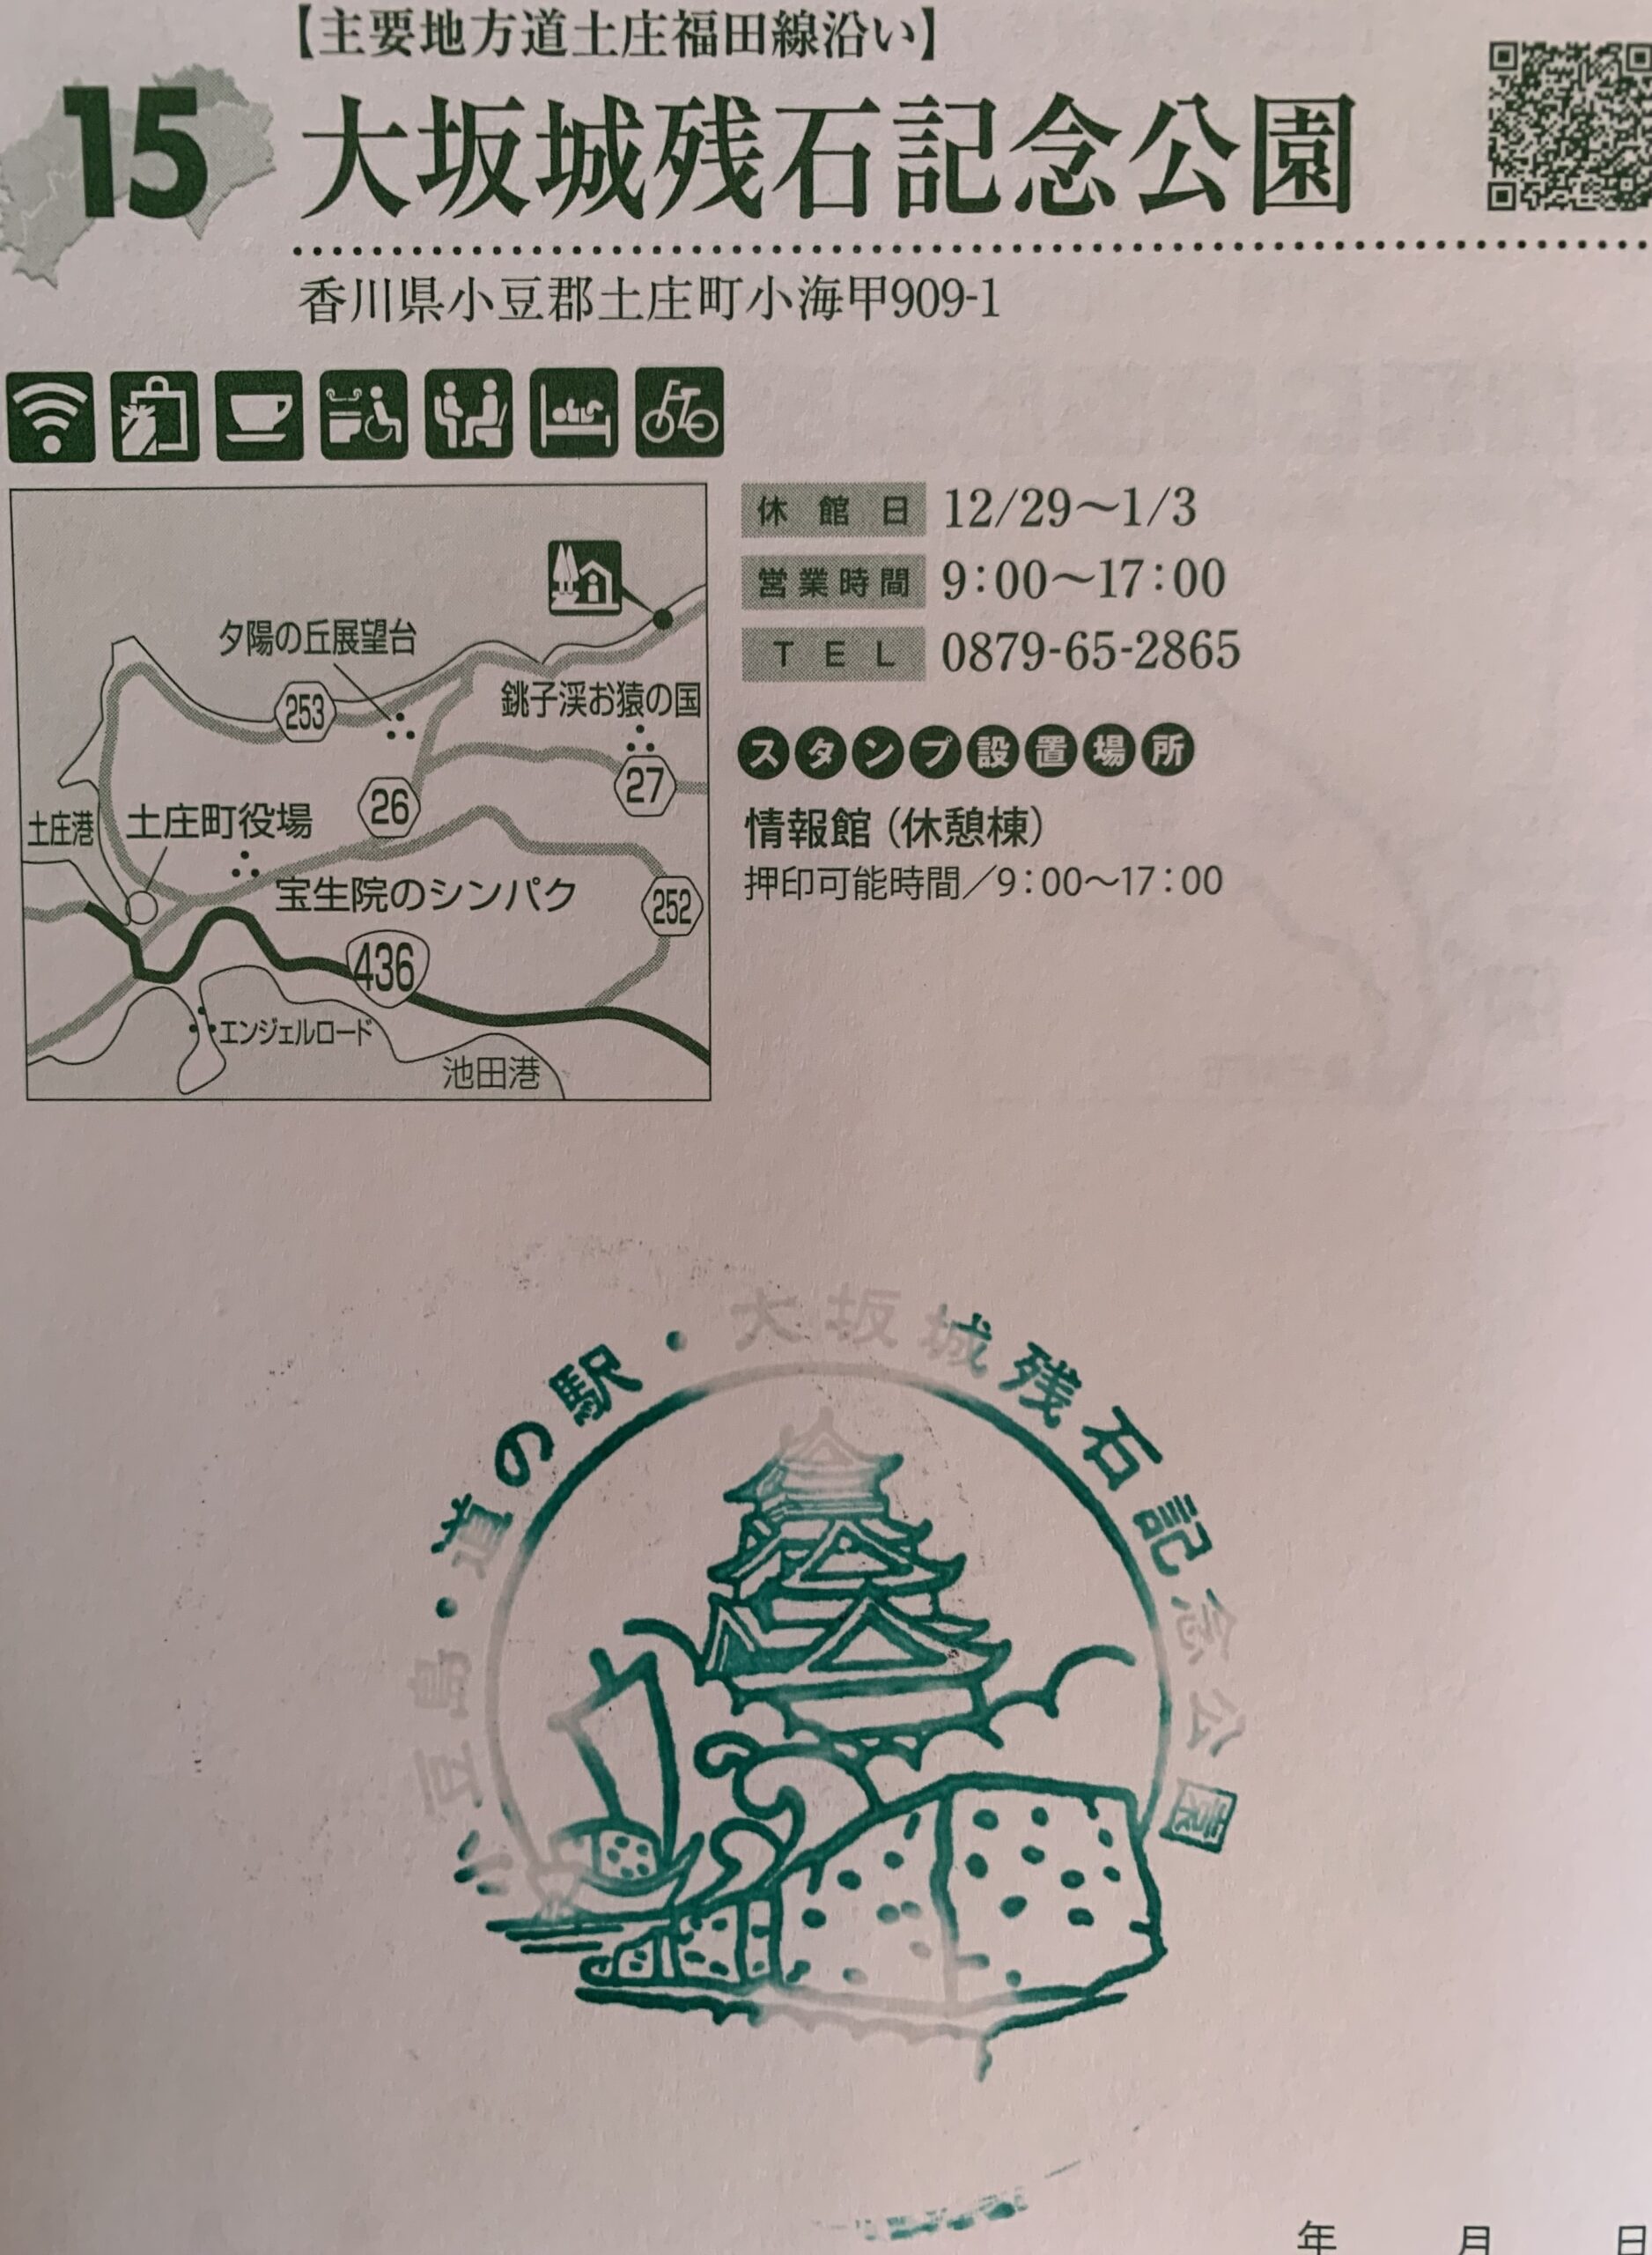 【主要地方道土庄福田線沿い】
15
大坂城残石記念公園
香川県小豆郡土庄町小海甲909-1
休館日 12/29～1/3
営業時間 9:00～17:00
TEL 0879-65-2865
スタンプ設置場所
情報館（休憩棟）
押印可能時間／9:00～17:00
夕陽の丘展望台
253
銚子渓お猿の国
27
26
土庄港
土庄町役場
宝生院のシンパク
252
436
エンジェルロード
池田港
小豆島・道の駅・大坂城残石記念公園
年 月 日